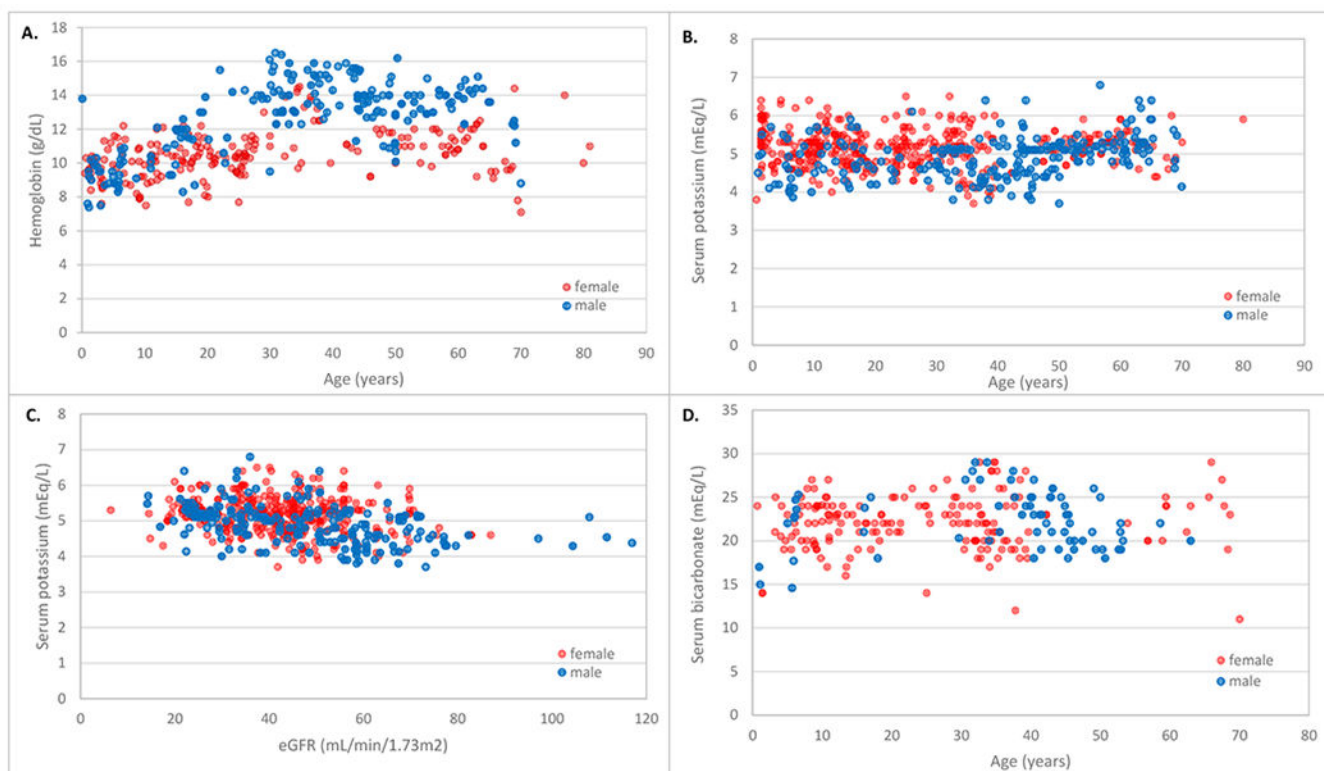 A.
Hemoglobin (g/dL)
18
16
14
12
10
8
6
4
2
0
0 10 20 30 40 50 60 70 80 90
Age (years)
female
male
B.
Serum potassium (mEq/L)
8
7
6
5
4
3
2
1
0
0 10 20 30 40 50 60 70 80 90
Age (years)
female
male
C.
Serum potassium (mEq/L)
8
7
6
5
4
3
2
1
0
0 20 40 60 80 100 120
eGFR (mL/min/1.73m2)
female
male
D.
Serum bicarbonate (mEq/L)
35
30
25
20
15
10
5
0
0 10 20 30 40 50 60 70 80
Age (years)
female
male